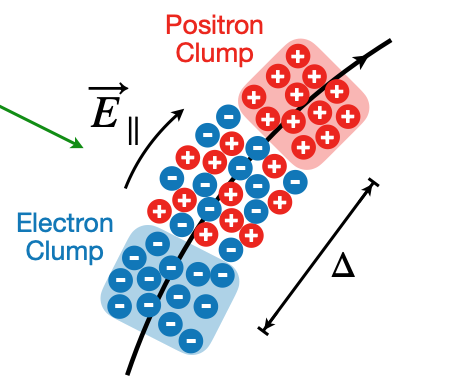 Positron
Clump
E∥
Electron
Clump
Δ